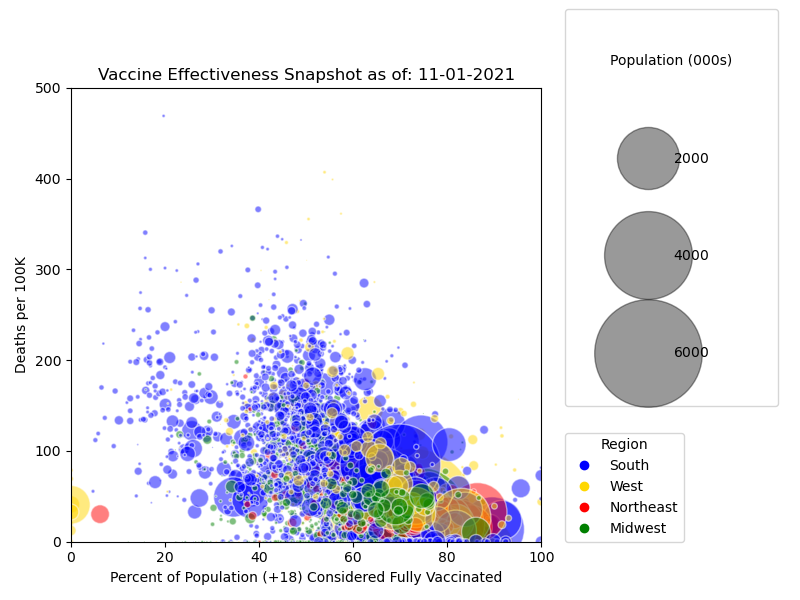 Vaccine Effectiveness Snapshot as of: 11-01-2021
500
400
300
200
100
0
Deaths per 100K
0 20 40 60 80 100
Percent of Population (+18) Considered Fully Vaccinated
Population (000s)
2000
4000
6000
Region
South
West
Northeast
Midwest